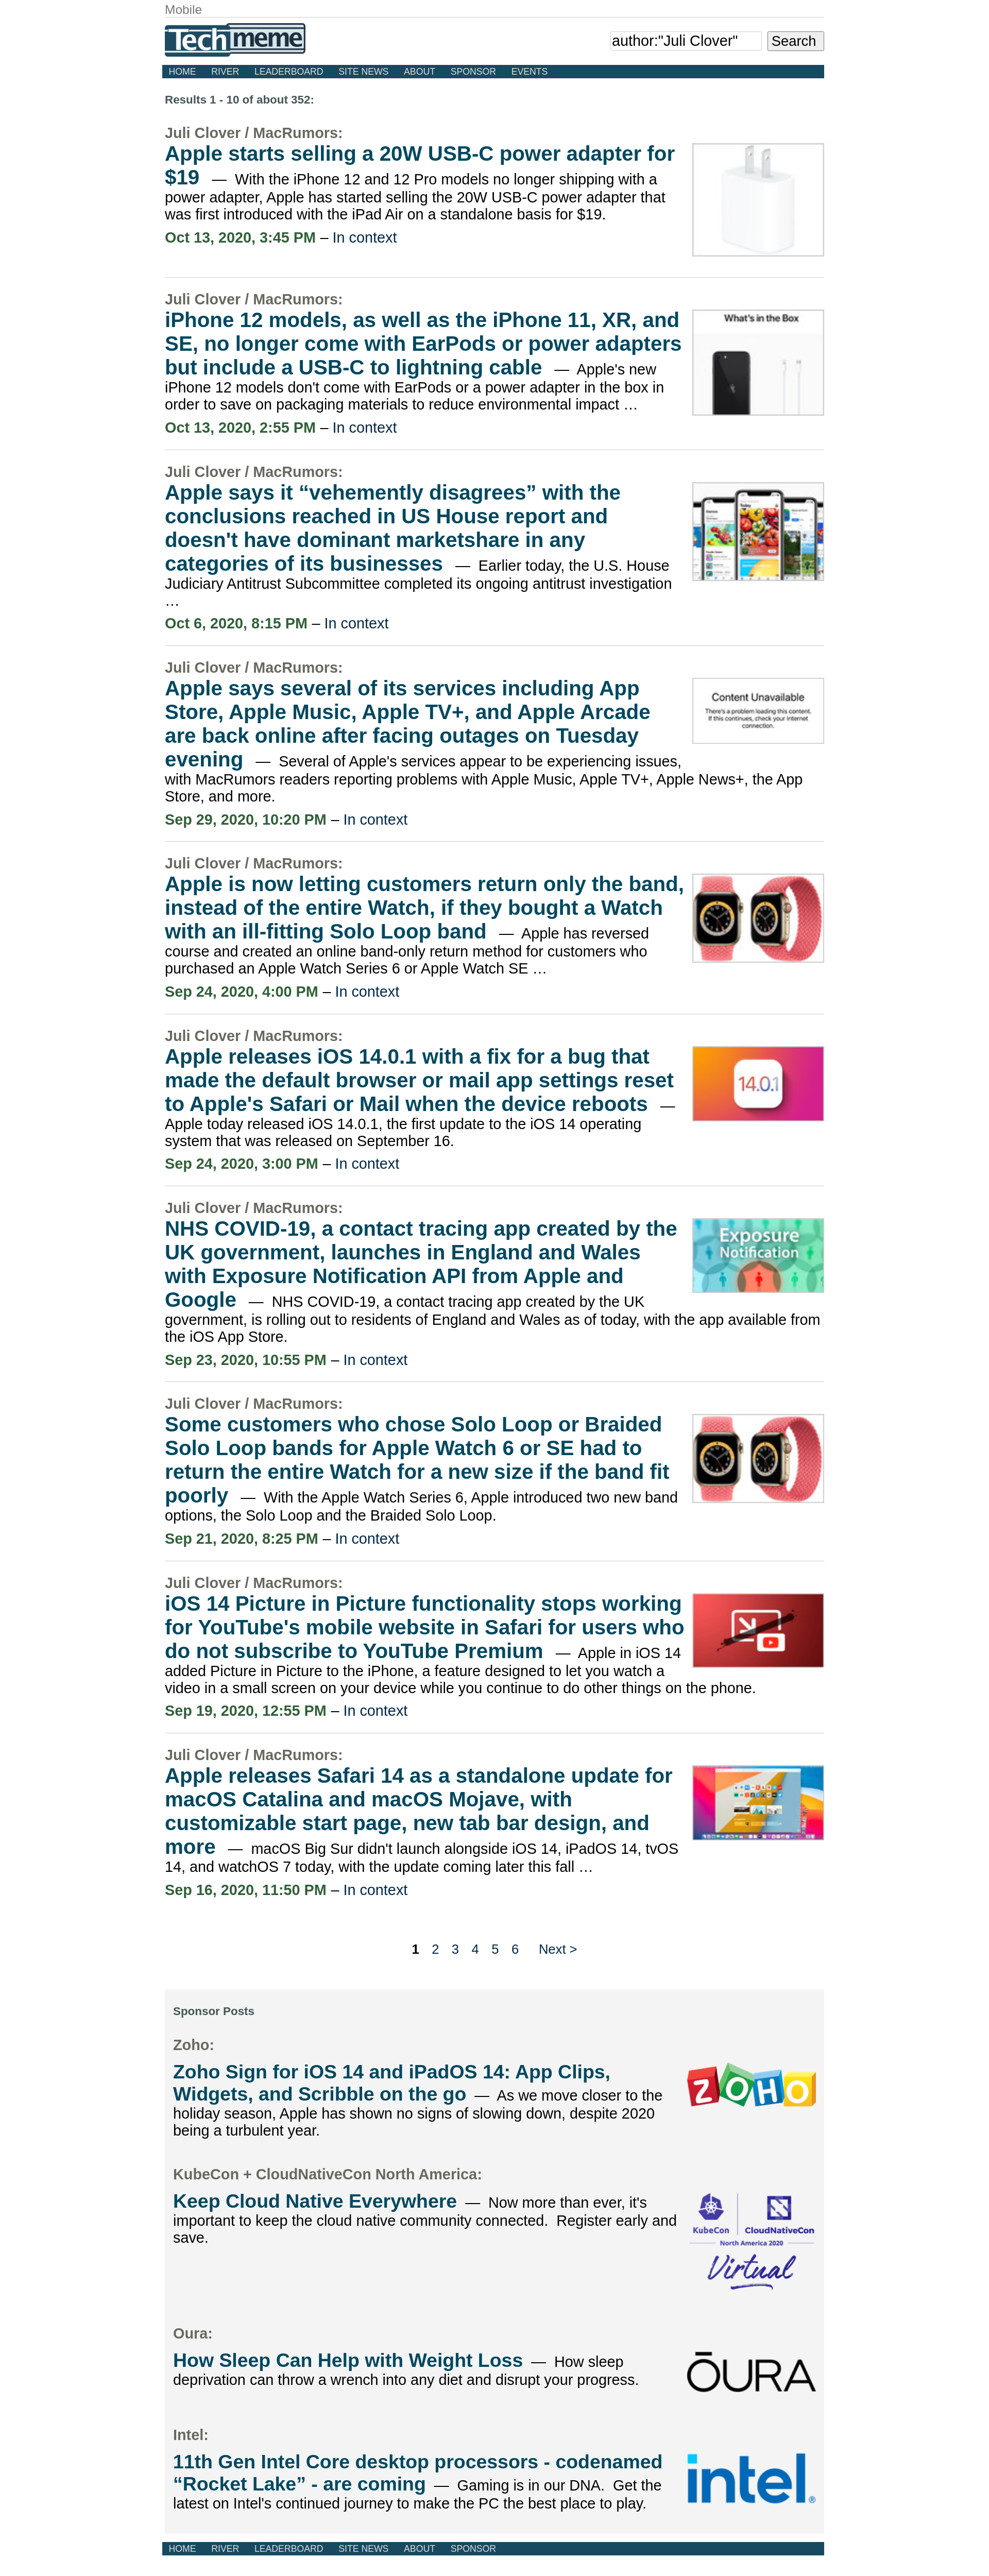 Mobile
Techmeme
author:"Juli Clover"
Search
HOME RIVER LEADERBOARD SITE NEWS ABOUT SPONSOR EVENTS
Results 1 - 10 of about 352:
Juli Clover / MacRumors:
Apple starts selling a 20W USB-C power adapter for
$19 — With the iPhone 12 and 12 Pro models no longer shipping with a
power adapter, Apple has started selling the 20W USB-C power adapter that
was first introduced with the iPad Air on a standalone basis for $19.
Oct 13, 2020, 3:45 PM – In context
Juli Clover / MacRumors:
iPhone 12 models, as well as the iPhone 11, XR, and
SE, no longer come with EarPods or power adapters
but include a USB-C to lightning cable — Apple's new
iPhone 12 models don't come with EarPods or a power adapter in the box in
order to save on packaging materials to reduce environmental impact …
What's in the Box
Oct 13, 2020, 2:55 PM – In context
Juli Clover / MacRumors:
Apple says it “vehemently disagrees” with the
conclusions reached in US House report and
doesn't have dominant marketshare in any
categories of its businesses — Earlier today, the U.S. House
Judiciary Antitrust Subcommittee completed its ongoing antitrust investigation
…
Oct 6, 2020, 8:15 PM – In context
Juli Clover / MacRumors:
Apple says several of its services including App
Store, Apple Music, Apple TV+, and Apple Arcade
are back online after facing outages on Tuesday
evening — Several of Apple's services appear to be experiencing issues,
with MacRumors readers reporting problems with Apple Music, Apple TV+, Apple News+, the App
Store, and more.
Content Unavailable
There's a problem loading this content.
If this continues, check your internet
connection.
Sep 29, 2020, 10:20 PM – In context
Juli Clover / MacRumors:
Apple is now letting customers return only the band,
instead of the entire Watch, if they bought a Watch
with an ill-fitting Solo Loop band — Apple has reversed
course and created an online band-only return method for customers who
purchased an Apple Watch Series 6 or Apple Watch SE …
Sep 24, 2020, 4:00 PM – In context
Juli Clover / MacRumors:
Apple releases iOS 14.0.1 with a fix for a bug that
made the default browser or mail app settings reset
to Apple's Safari or Mail when the device reboots —
Apple today released iOS 14.0.1, the first update to the iOS 14 operating
system that was released on September 16.
14.0.1
Sep 24, 2020, 3:00 PM – In context
Juli Clover / MacRumors:
NHS COVID-19, a contact tracing app created by the
UK government, launches in England and Wales
with Exposure Notification API from Apple and
Google — NHS COVID-19, a contact tracing app created by the UK
government, is rolling out to residents of England and Wales as of today, with the app available from
the iOS App Store.
Exposure
Notification
Sep 23, 2020, 10:55 PM – In context
Juli Clover / MacRumors:
Some customers who chose Solo Loop or Braided
Solo Loop bands for Apple Watch 6 or SE had to
return the entire Watch for a new size if the band fit
poorly — With the Apple Watch Series 6, Apple introduced two new band
options, the Solo Loop and the Braided Solo Loop.
Sep 21, 2020, 8:25 PM – In context
Juli Clover / MacRumors:
iOS 14 Picture in Picture functionality stops working
for YouTube's mobile website in Safari for users who
do not subscribe to YouTube Premium — Apple in iOS 14
added Picture in Picture to the iPhone, a feature designed to let you watch a
video in a small screen on your device while you continue to do other things on the phone.
Sep 19, 2020, 12:55 PM – In context
Juli Clover / MacRumors:
Apple releases Safari 14 as a standalone update for
macOS Catalina and macOS Mojave, with
customizable start page, new tab bar design, and
more — macOS Big Sur didn't launch alongside iOS 14, iPadOS 14, tvOS
14, and watchOS 7 today, with the update coming later this fall …
Sep 16, 2020, 11:50 PM – In context
1 2 3 4 5 6 Next >
Sponsor Posts
Zoho:
Zoho Sign for iOS 14 and iPadOS 14: App Clips,
Widgets, and Scribble on the go — As we move closer to the
holiday season, Apple has shown no signs of slowing down, despite 2020
being a turbulent year.
ZOHO
KubeCon + CloudNativeCon North America:
Keep Cloud Native Everywhere — Now more than ever, it's
important to keep the cloud native community connected. Register early and
save.
KubeCon CloudNativeCon
North America 2020
Virtual
Oura:
How Sleep Can Help with Weight Loss — How sleep
deprivation can throw a wrench into any diet and disrupt your progress.
ŌURA
Intel:
11th Gen Intel Core desktop processors - codenamed
“Rocket Lake” - are coming — Gaming is in our DNA. Get the
latest on Intel's continued journey to make the PC the best place to play.
intel®
HOME RIVER LEADERBOARD SITE NEWS ABOUT SPONSOR